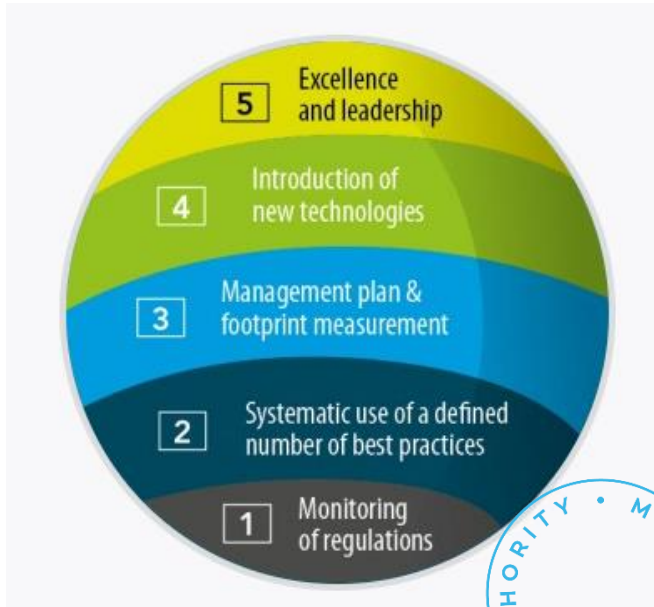 5
Excellence
and leadership
4
Introduction of
new technologies
3
Management plan &
footprint measurement
2
Systematic use of a defined
number of best practices
1
Monitoring
of regulations
HORITY • M